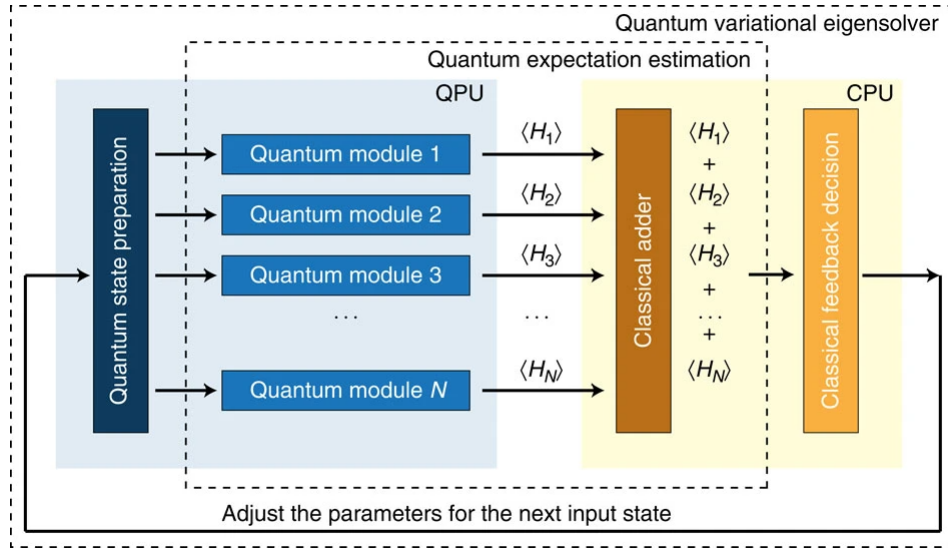 Quantum variational eigensolver
Quantum expectation estimation
QPU
CPU
Quantum state preparation
Quantum module 1
Quantum module 2
Quantum module 3
...
Quantum module N
⟨H₁⟩
⟨H₂⟩
⟨H₃⟩
...
⟨H_N⟩
Classical adder
⟨H₁⟩
+
⟨H₂⟩
+
⟨H₃⟩
+
...
+
⟨H_N⟩
Classical feedback decision
Adjust the parameters for the next input state